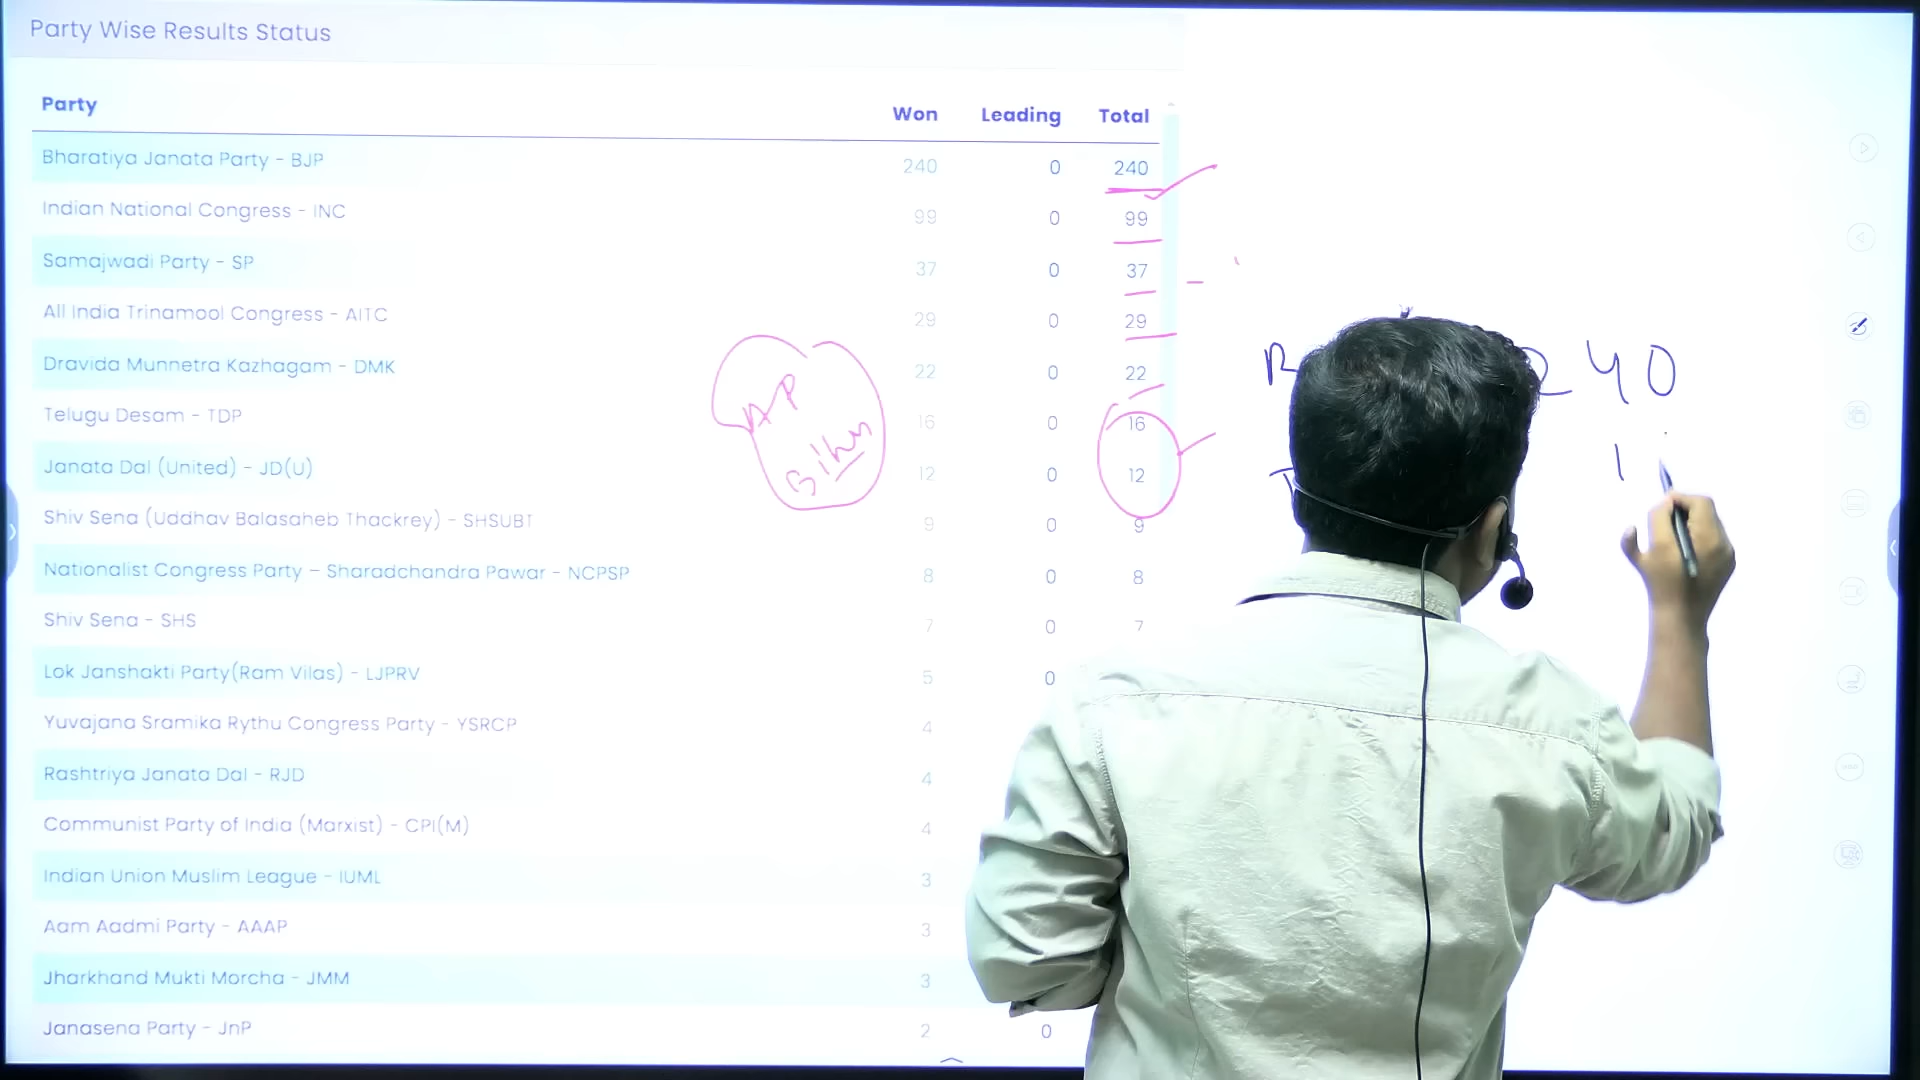 Party Wise Results Status
Party Won Leading Total
Bharatiya Janata Party - BJP 240 0 240
Indian National Congress - INC 99 0 99
Samajwadi Party - SP 37 0 37
All India Trinamool Congress - AITC 29 0 29
Dravida Munnetra Kazhagam - DMK 22 0 22
Telugu Desam - TDP 16 0 16
Janata Dal (United) - JD(U) 12 0 12
Shiv Sena (Uddhav Balasaheb Thackrey) - SHSUBT 9 0 9
Nationalist Congress Party – Sharadchandra Pawar - NCPSP 8 0 8
Shiv Sena - SHS 7 0 7
Lok Janshakti Party(Ram Vilas) - LJPRV 5 0
Yuvajana Sramika Rythu Congress Party - YSRCP 4
Rashtriya Janata Dal - RJD 4
Communist Party of India (Marxist) - CPI(M) 4
Indian Union Muslim League - IUML 3
Aam Aadmi Party - AAAP 3
Jharkhand Mukti Morcha - JMM 3
Janasena Party - JnP 2 0
AP
Bihar
240
1